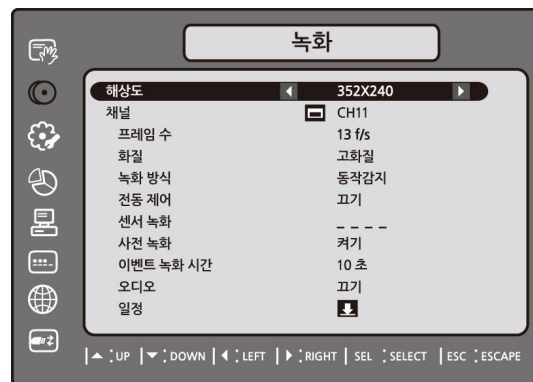 녹화
해상도 352X240
채널 CH11
프레임 수 13 f/s
화질 고화질
녹화 방식 동작감지
전동 제어 끄기
센서 녹화 _ _ _ _
사전 녹화 켜기
이벤트 녹화 시간 10 초
오디오 끄기
일정
UP DOWN LEFT RIGHT SEL : SELECT ESC : ESCAPE